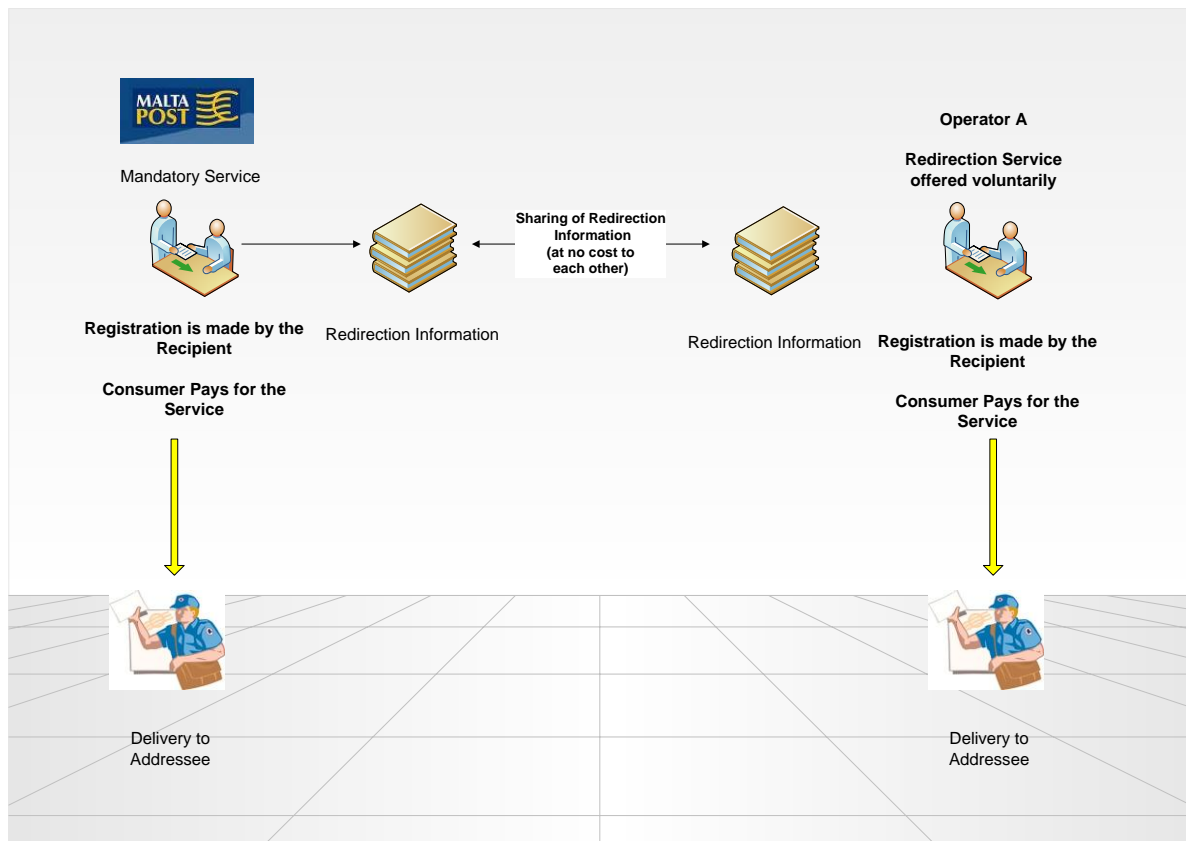 MALTA
POST
Mandatory Service
Registration is made by the
Recipient
Consumer Pays for the
Service
Delivery to
Addressee
Redirection Information
Sharing of Redirection
Information
(at no cost to
each other)
Redirection Information
Operator A
Redirection Service
offered voluntarily
Registration is made by the
Recipient
Consumer Pays for the
Service
Delivery to
Addressee